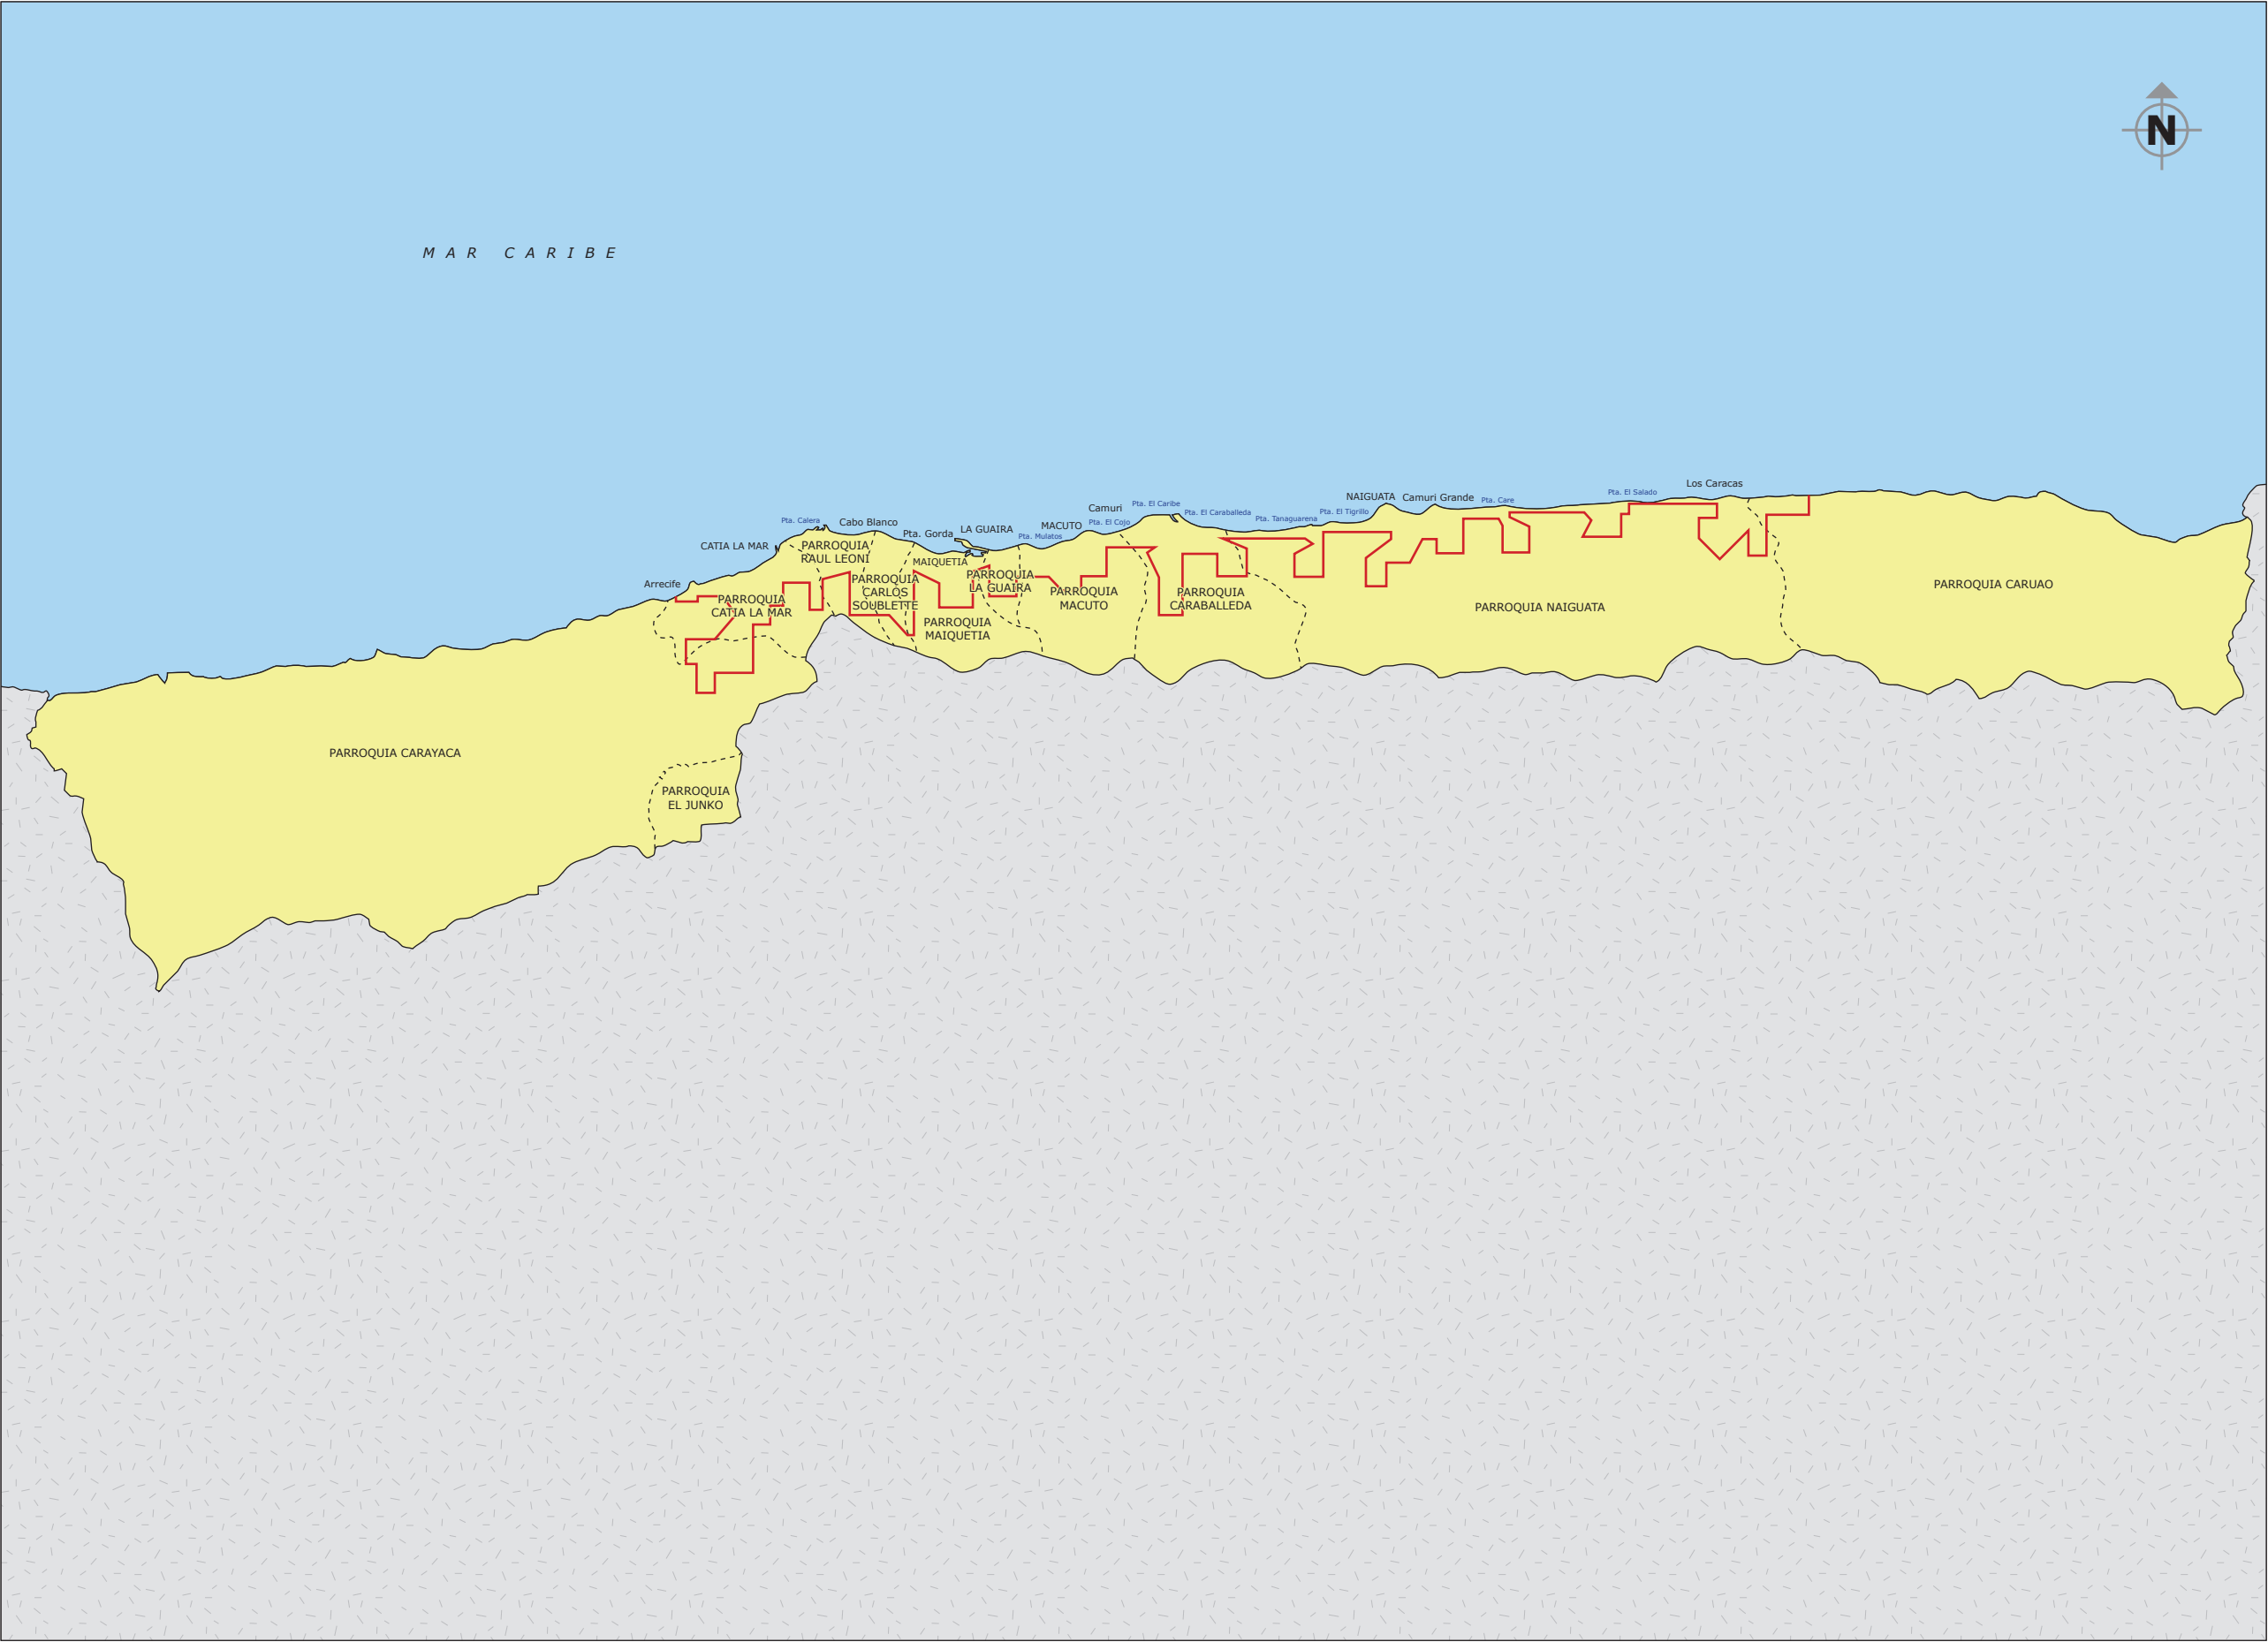 N
MAR CARIBE
Los Caracas
Pta. El Salado
NAIGUATA
Camuri Grande
Pta. Care
Camuri
Pta. El Caribe
Pta. El Caraballeda
Pta. El Tigrillo
Pta. Tanaguarena
Pta. Calera
Cabo Blanco
Pta. Gorda
LA GUAIRA
MACUTO
Pta. El Cojo
Pta. Mulatos
CATIA LA MAR
PARROQUIA
RAUL LEONI
MAIQUETIA
Arrecife
PARROQUIA
CATIA LA MAR
PARROQUIA
CARLOS
SOUBLETTE
PARROQUIA
LA GUAIRA
PARROQUIA
MACUTO
PARROQUIA
CARABALLEDA
PARROQUIA NAIGUATA
PARROQUIA CARUAO
PARROQUIA
MAIQUETIA
PARROQUIA CARAYACA
PARROQUIA
EL JUNKO